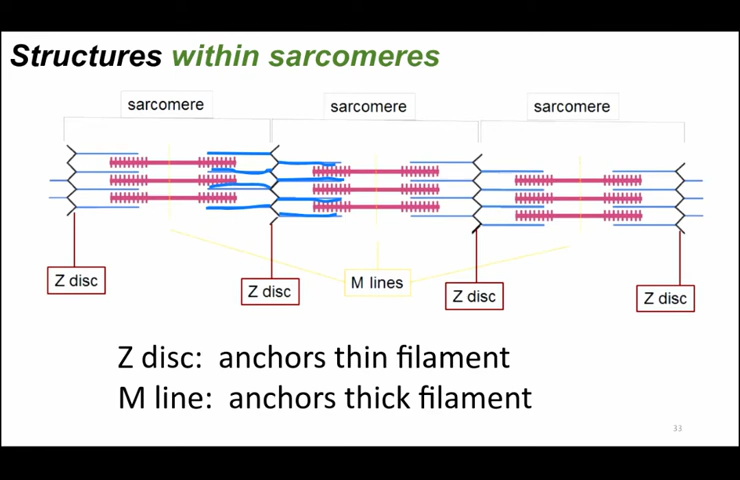 Structures within sarcomeres
sarcomere
sarcomere
sarcomere
Z disc
Z disc
M lines
Z disc
Z disc
Z disc: anchors thin filament
M line: anchors thick filament
33